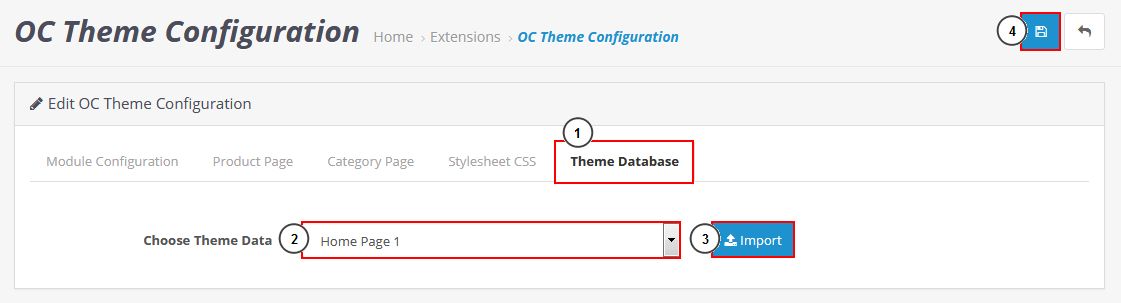 OC Theme Configuration Home › Extensions › OC Theme Configuration 4
Edit OC Theme Configuration
1
Module Configuration Product Page Category Page Stylesheet CSS Theme Database
Choose Theme Data 2 Home Page 1 3 Import